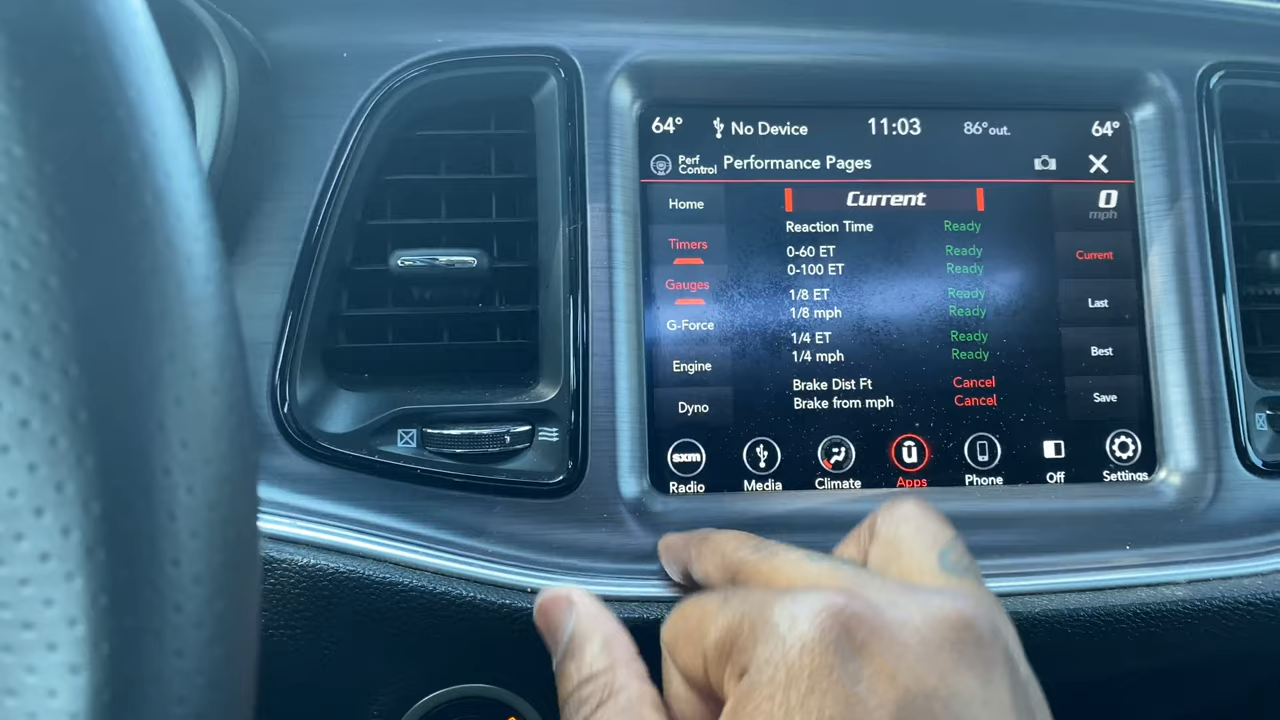 64° No Device 11:03 86°out. 64°
Perf Control Performance Pages X
Home
Timers
Gauges
G-Force
Engine
Dyno
Current
Reaction Time Ready
0-60 ET Ready
0-100 ET Ready
1/8 ET Ready
1/8 mph Ready
1/4 ET Ready
1/4 mph Ready
Brake Dist Ft Cancel
Brake from mph Cancel
0
mph
Current
Last
Best
Save
sxm ū
Radio Media Climate Apps Phone Off Settings